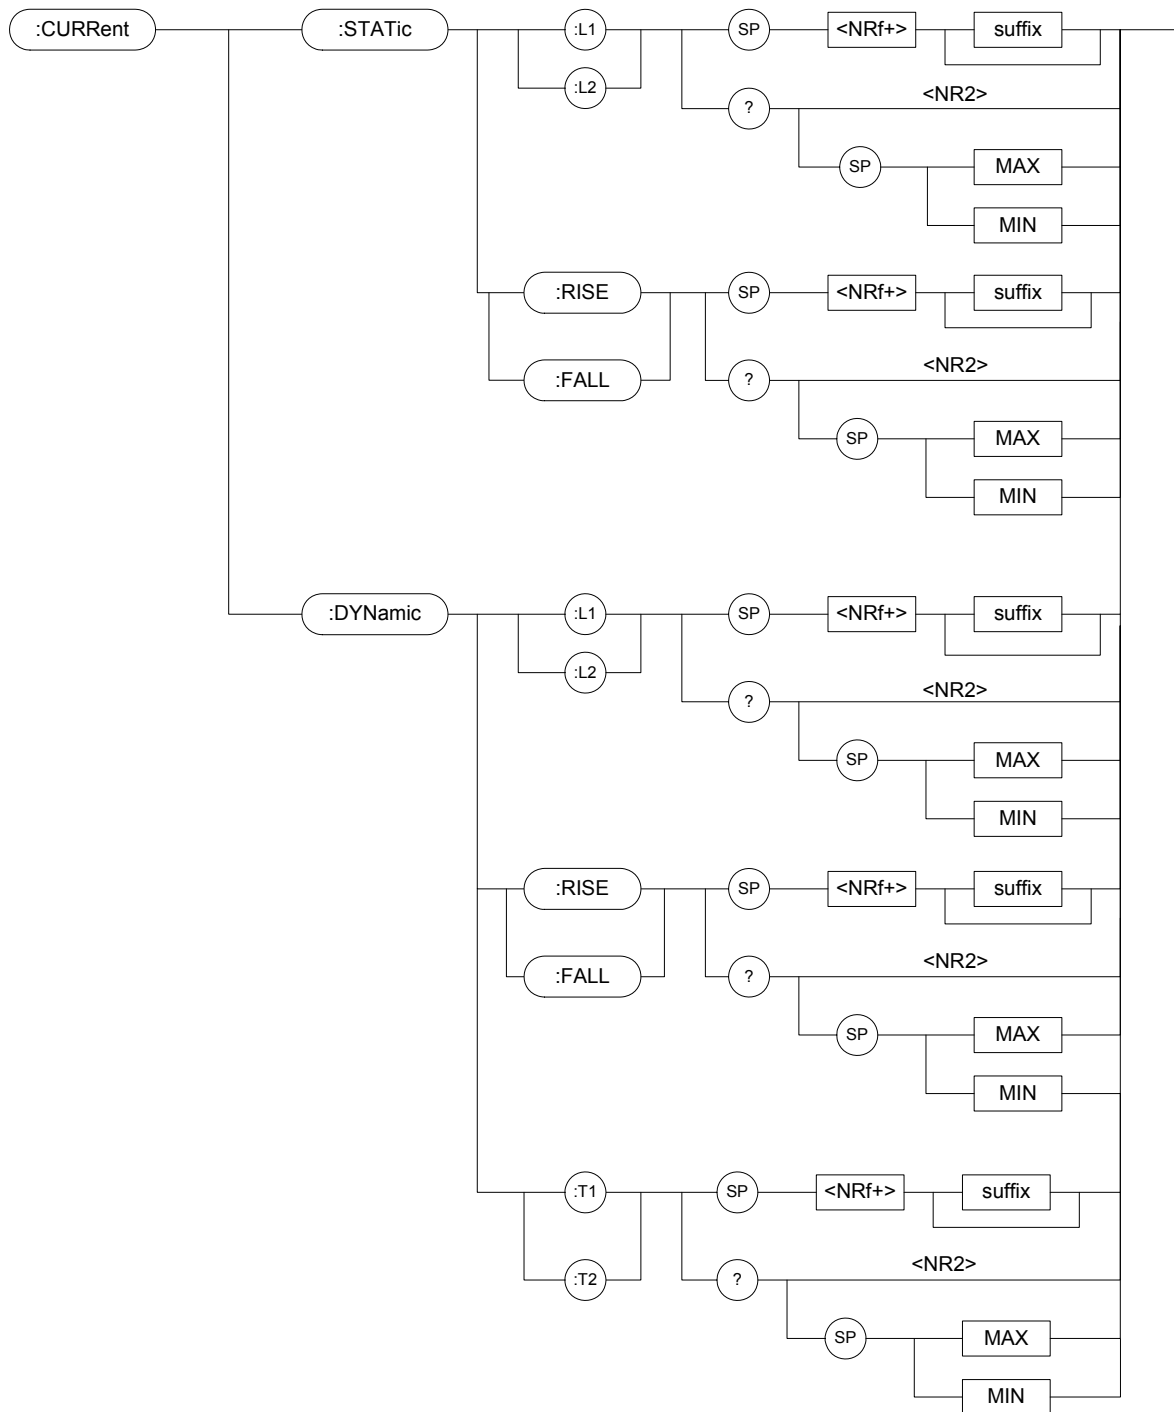 :CURRent :STATic :L1 SP <NRf+> suffix
:L2 ? <NR2>
SP MAX
MIN
:RISE SP <NRf+> suffix
:FALL ? <NR2>
SP MAX
MIN
:DYNamic :L1 SP <NRf+> suffix
:L2 ? <NR2>
SP MAX
MIN
:RISE SP <NRf+> suffix
:FALL ? <NR2>
SP MAX
MIN
:T1 SP <NRf+> suffix
:T2 ? <NR2>
SP MAX
MIN